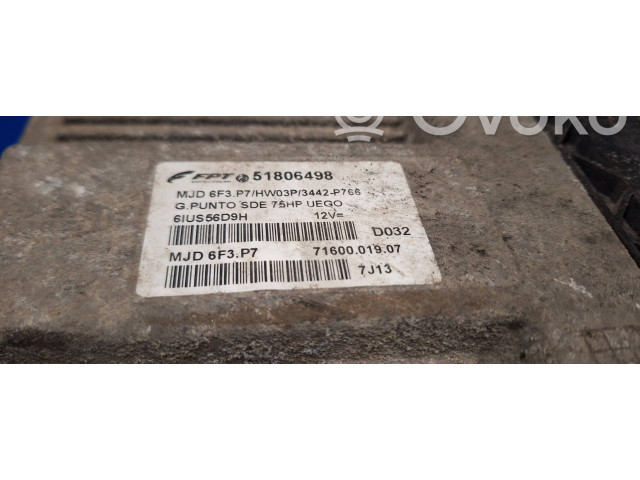 Ovoko
FPT 51806498
MJD 6F3.P7/HW03P/3442-P766
G.PUNTO SDE 75HP UEGO
6IUS56D9H 12V=
D032
MJD 6F3.P7 71600.019.07
7J13